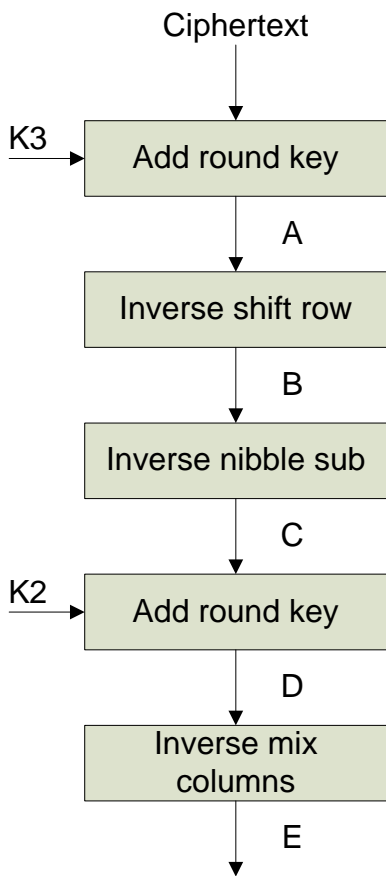 Ciphertext
K3
Add round key
A
Inverse shift row
B
Inverse nibble sub
C
K2
Add round key
D
Inverse mix
columns
E